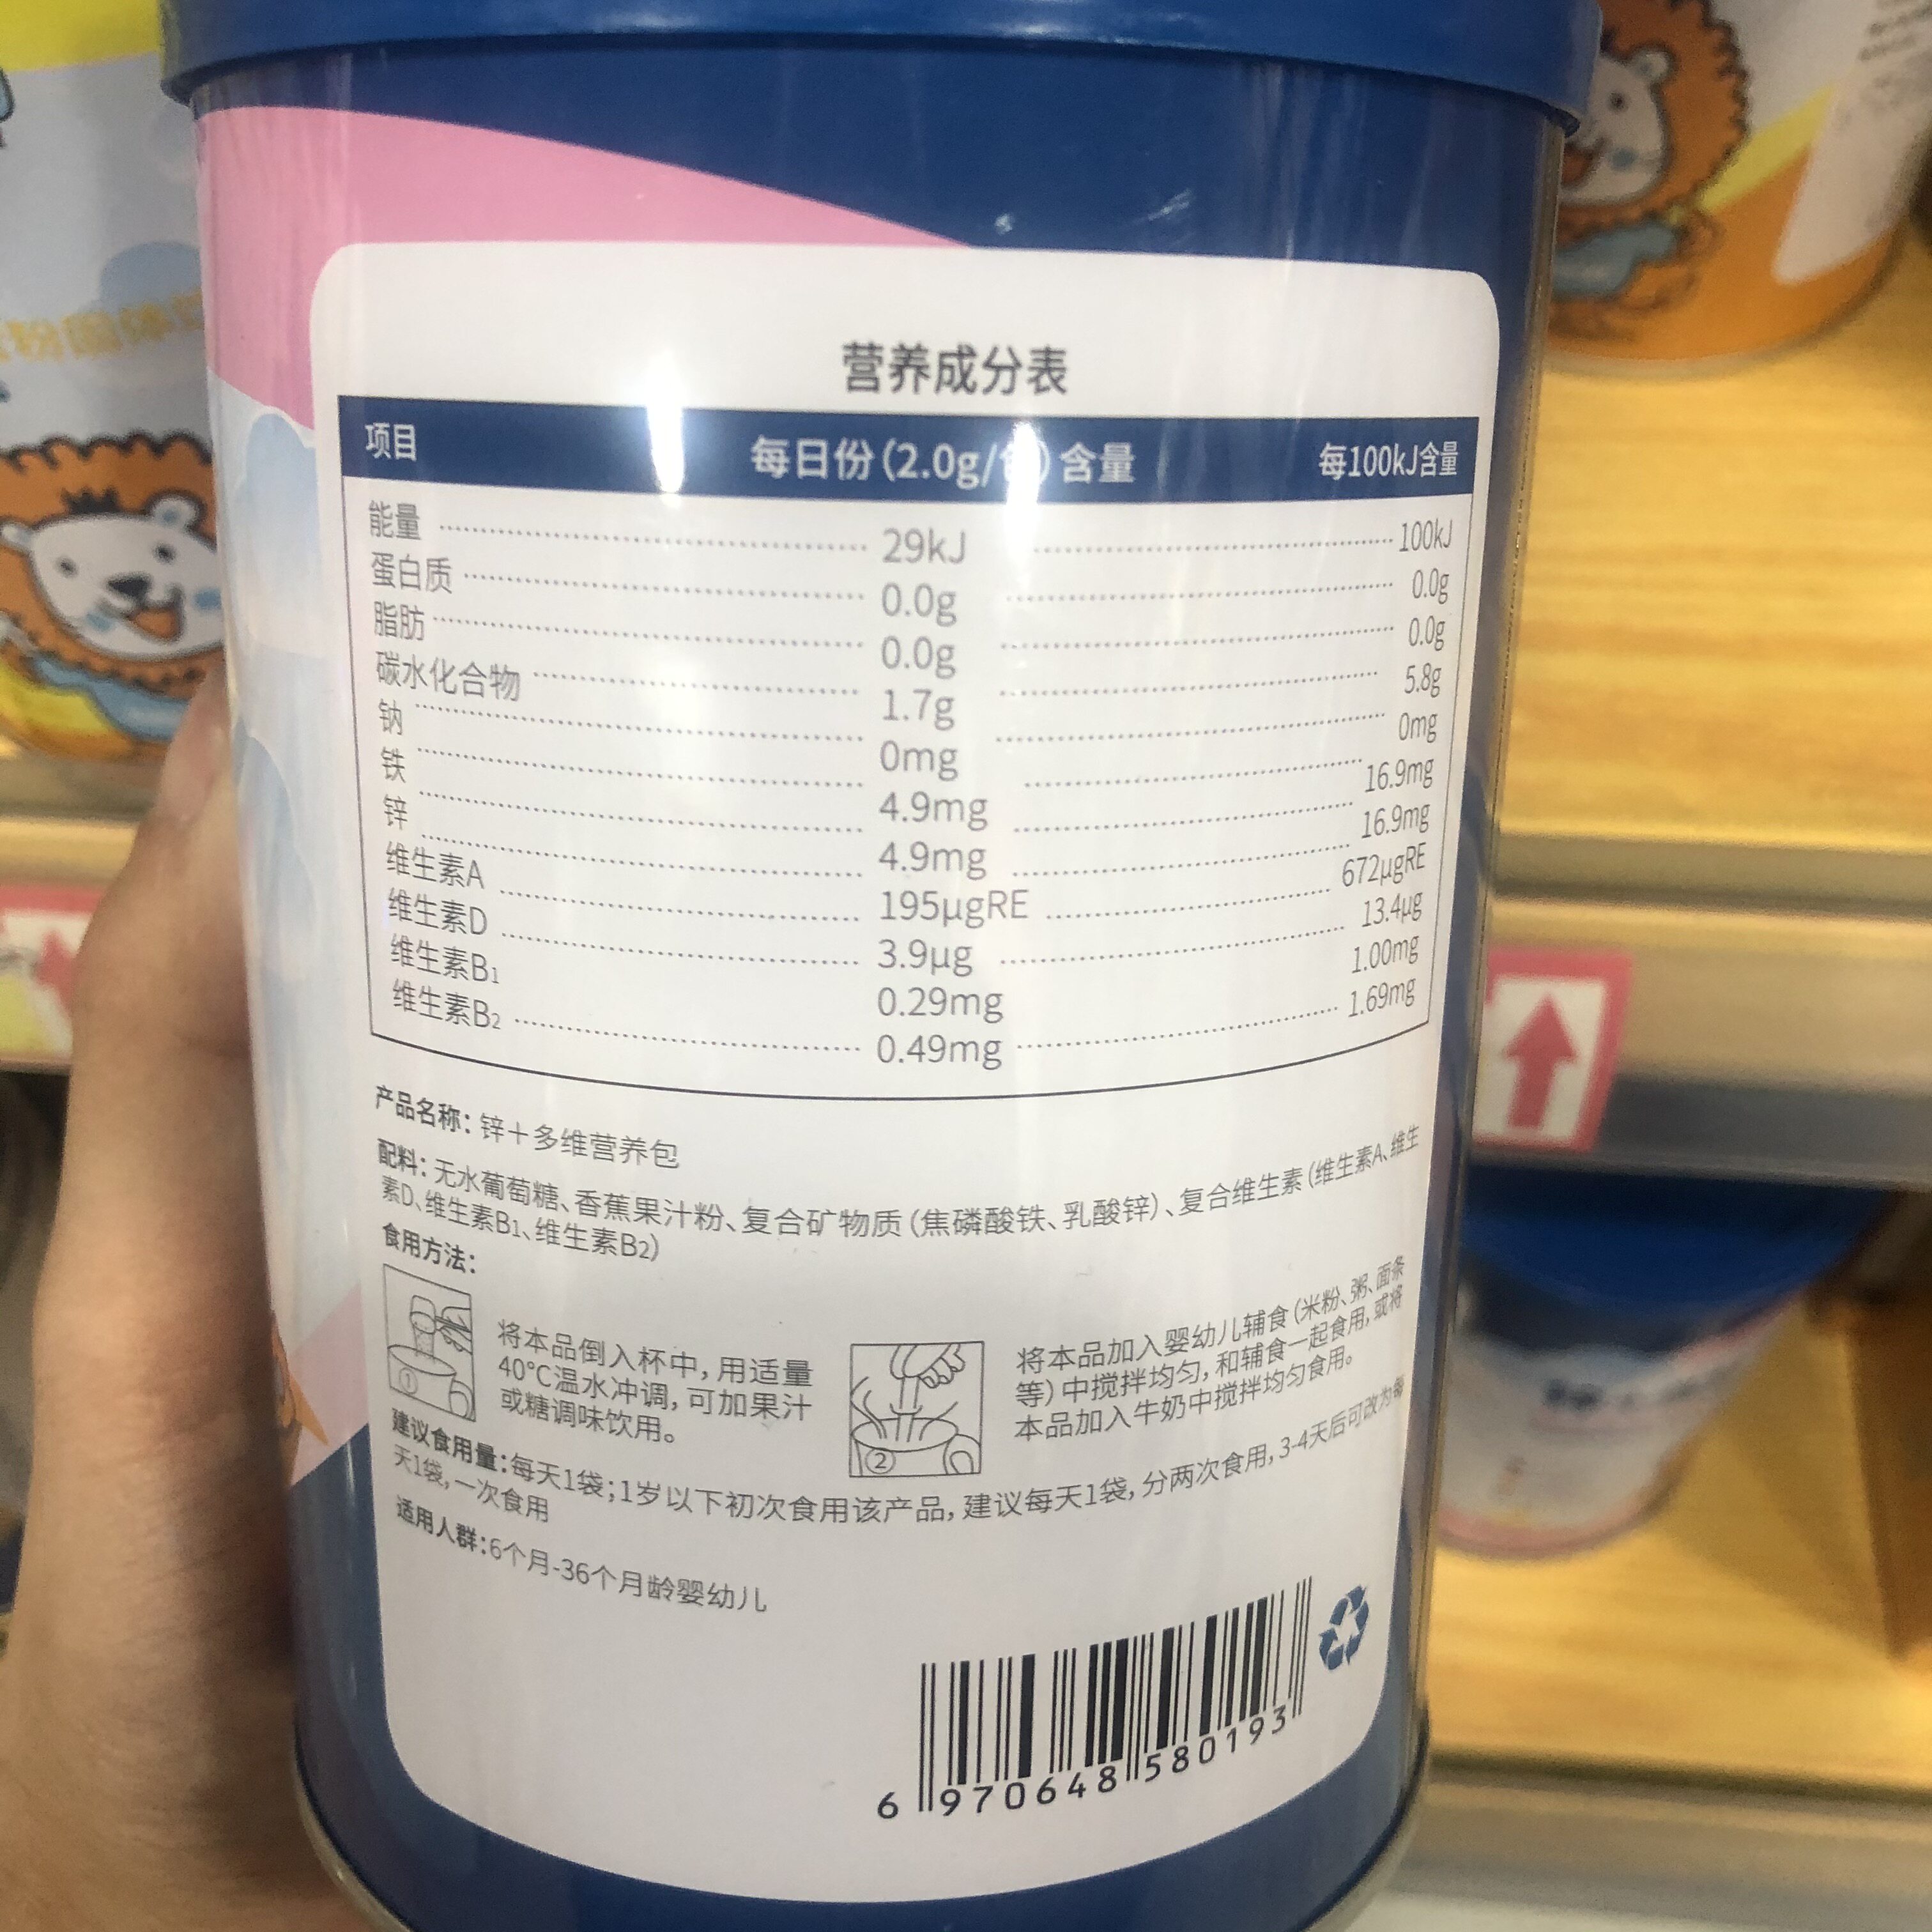 营养成分表
项目 每日份(2.0g/包)含量 每100kJ含量
能量 29kJ 100kJ
蛋白质 0.0g 0.0g
脂肪 0.0g 0.0g
碳水化合物 1.7g 5.8g
钠 0mg 0mg
铁 4.9mg 16.9mg
锌 4.9mg 16.9mg
维生素A 195μgRE 672μgRE
维生素D 3.9μg 13.4μg
维生素B1 0.29mg 1.00mg
维生素B2 0.49mg 1.69mg
产品名称:锌+多维营养包
配料:无水葡萄糖、香蕉果汁粉、复合矿物质(焦磷酸铁、乳酸锌)、复合维生素(维生素A、维生
素D、维生素B1、维生素B2)
食用方法:
①
将本品倒入杯中,用适量
40°C温水冲调,可加果汁
或糖调味饮用。
②
将本品加入婴幼儿辅食(米粉、粥、面条
等)中搅拌均匀,和辅食一起食用,或将
本品加入牛奶中搅拌均匀食用。
建议食用量:每天1袋;1岁以下初次食用该产品,建议每天1袋,分两次食用,3-4天后可改为每
天1袋,一次食用
适用人群:6个月-36个月龄婴幼儿
6 970648 580193
粉固体